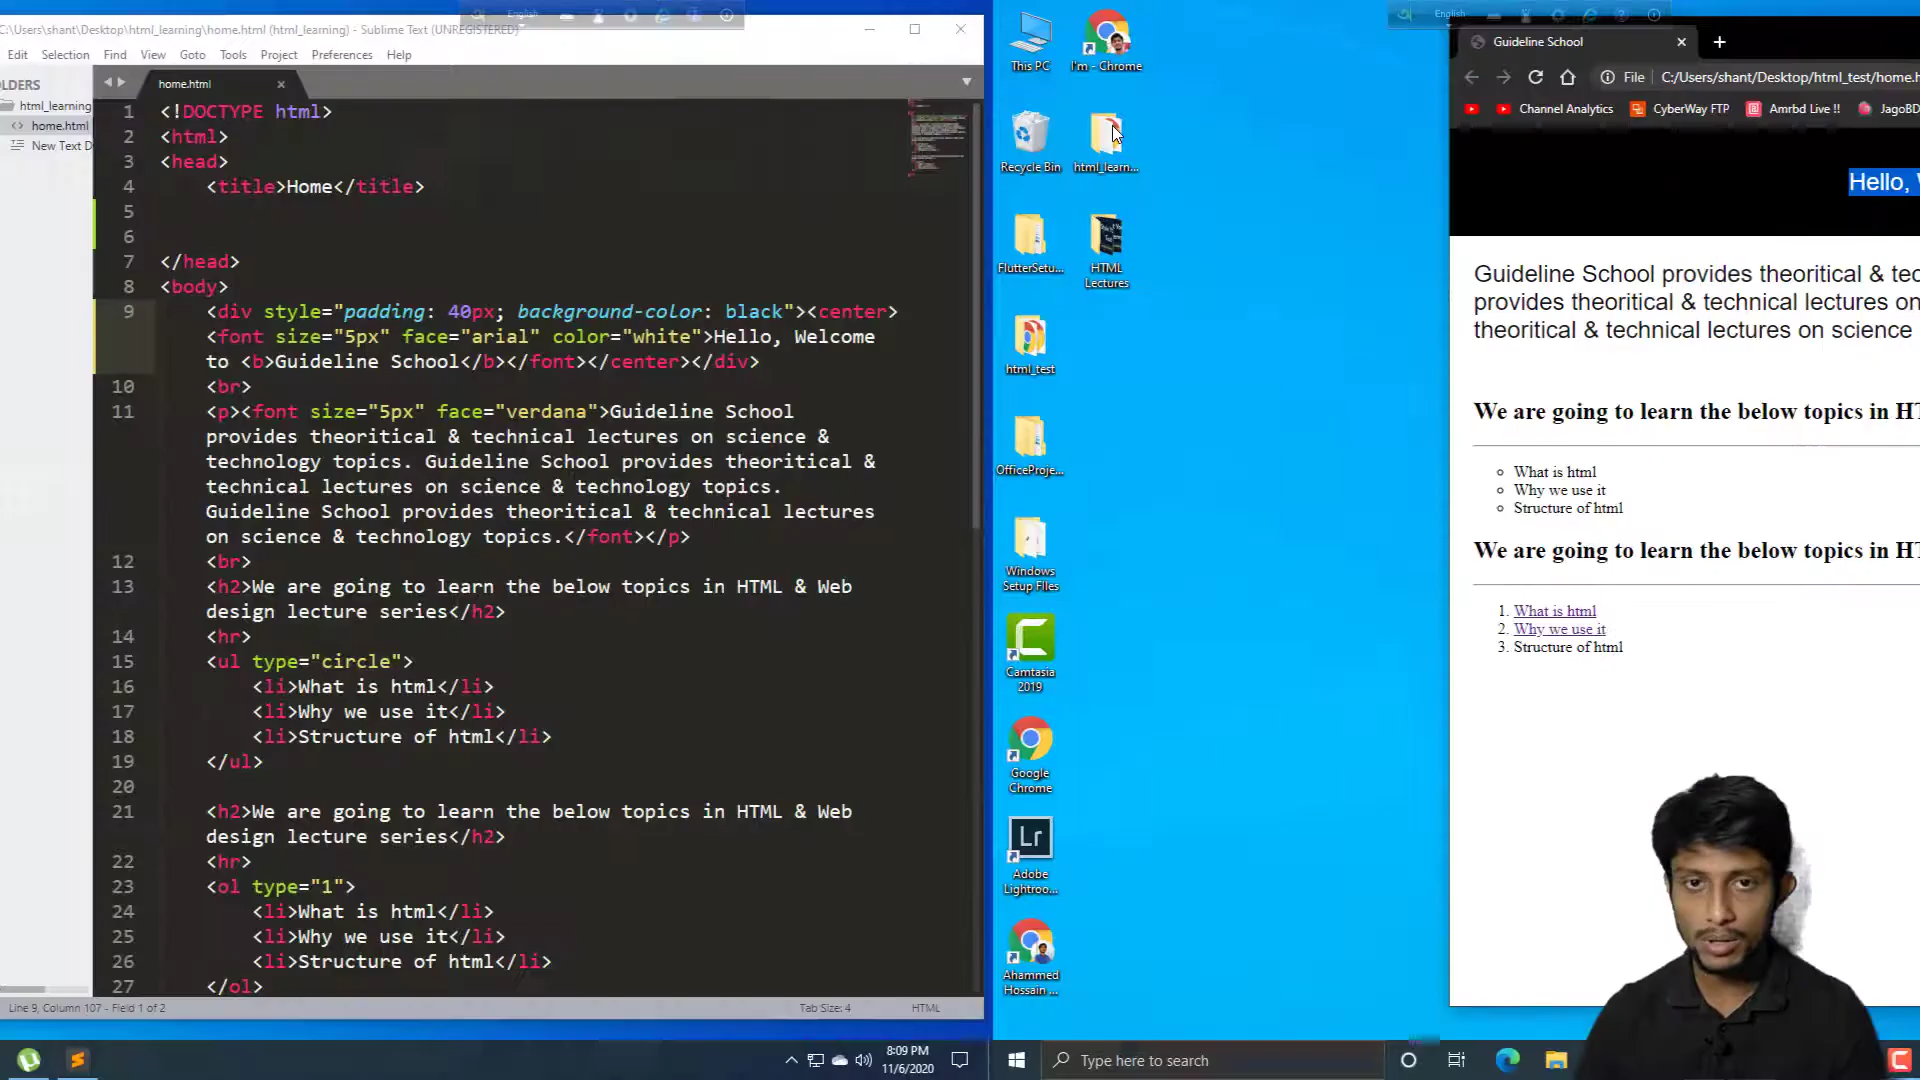 English
C:\Users\shant\Desktop\html_learning\home.html (html_learning) - Sublime Text (UNREGISTERED)
Edit Selection Find View Goto Tools Project Preferences Help
OLDERS
html_learning
home.html
New Text D
home.html
1 <!DOCTYPE html>
2 <html>
3 <head>
4 <title>Home</title>
5
6
7 </head>
8 <body>
9 <div style="padding: 40px; background-color: black"><center>
<font size="5px" face="arial" color="white">Hello, Welcome
to <b>Guideline School</b></font></center></div>
10 <br>
11 <p><font size="5px" face="verdana">Guideline School
provides theoritical & technical lectures on science &
technology topics. Guideline School provides theoritical &
technical lectures on science & technology topics.
Guideline School provides theoritical & technical lectures
on science & technology topics.</font></p>
12 <br>
13 <h2>We are going to learn the below topics in HTML & Web
design lecture series</h2>
14 <hr>
15 <ul type="circle">
16 <li>What is html</li>
17 <li>Why we use it</li>
18 <li>Structure of html</li>
19 </ul>
20
21 <h2>We are going to learn the below topics in HTML & Web
design lecture series</h2>
22 <hr>
23 <ol type="1">
24 <li>What is html</li>
25 <li>Why we use it</li>
26 <li>Structure of html</li>
27 </ol>
Line 9, Column 107 - Field 1 of 2
Tab Size: 4
HTML
8:09 PM
11/6/2020
This PC
I'm - Chrome
Recycle Bin
html_learn...
FlutterSetu...
HTML
Lectures
html_test
OfficeProje...
Windows
Setup Files
Camtasia
2019
Google
Chrome
Lr
Adobe
Lightroo...
Ahammed
Hossain ...
Type here to search
English
Guideline School
File C:/Users/shant/Desktop/html_test/home.h
Channel Analytics CyberWay FTP Amrbd Live !! JagoBD
Hello,
Guideline School provides theoritical & tec
provides theoritical & technical lectures on
theoritical & technical lectures on science
We are going to learn the below topics in HT
What is html
Why we use it
Structure of html
We are going to learn the below topics in HT
1. What is html
2. Why we use it
3. Structure of html